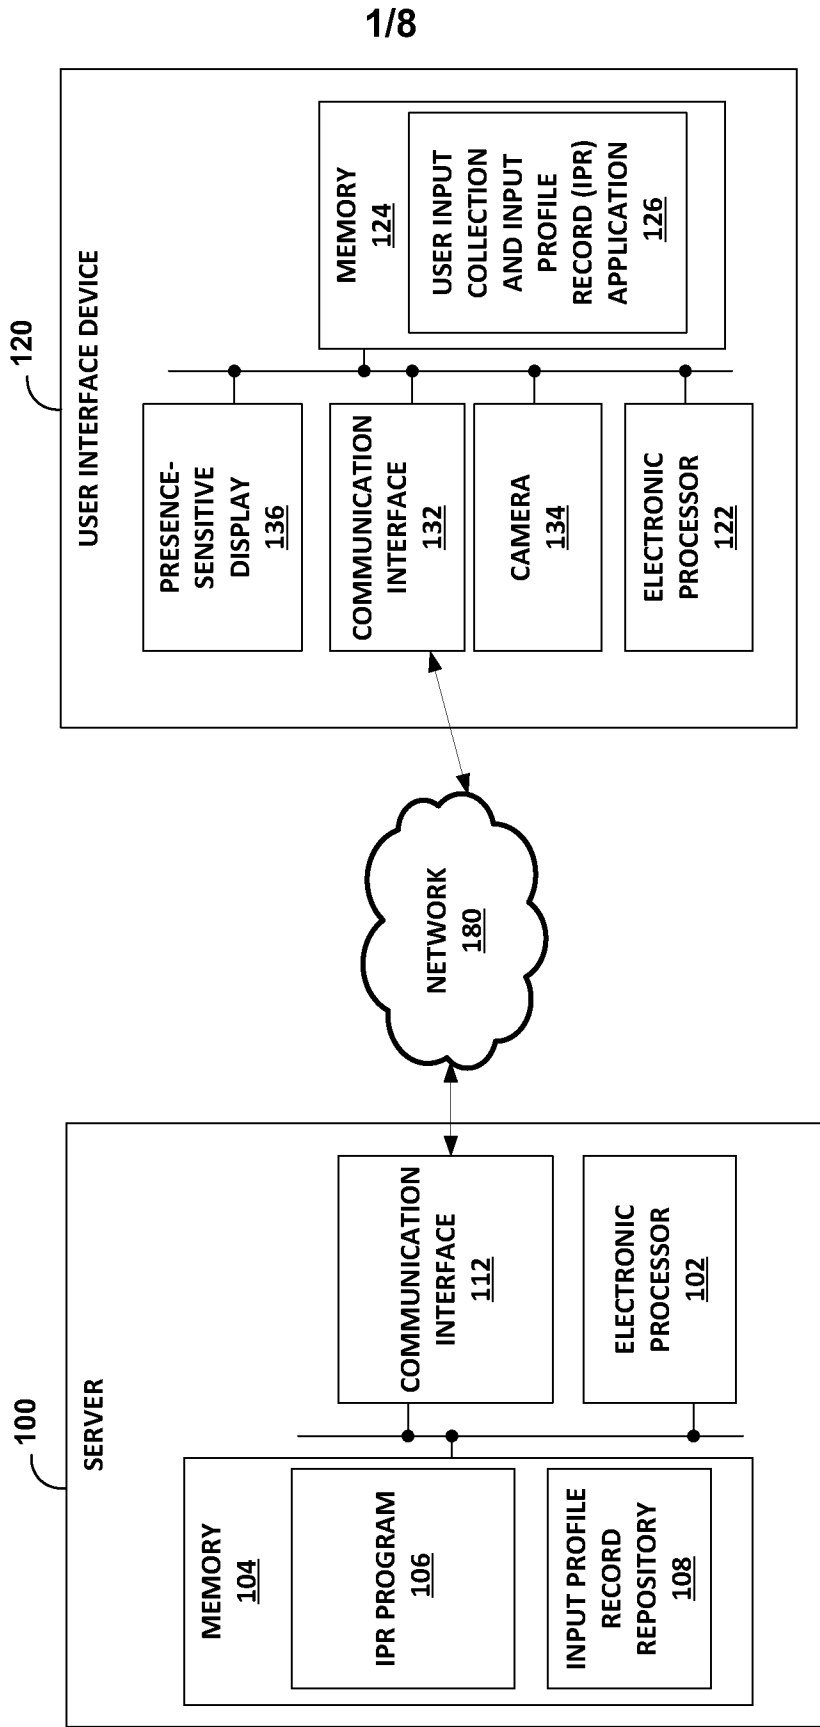 1/8
100
SERVER
MEMORY
104
IPR PROGRAM
106
INPUT PROFILE
RECORD
REPOSITORY
108
COMMUNICATION
INTERFACE
112
ELECTRONIC
PROCESSOR
102
NETWORK
180
120
USER INTERFACE DEVICE
PRESENCE-
SENSITIVE
DISPLAY
136
COMMUNICATION
INTERFACE
132
CAMERA
134
ELECTRONIC
PROCESSOR
122
MEMORY
124
USER INPUT
COLLECTION
AND INPUT
PROFILE
RECORD (IPR)
APPLICATION
126